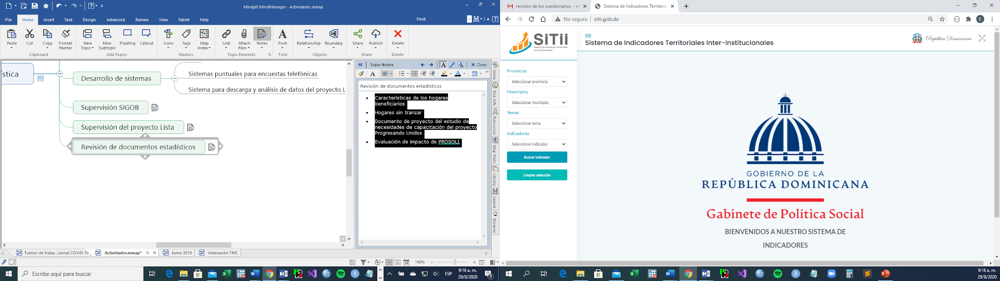 Mindjet MindManager - Actividades.mmap
File Home Insert Task Design Advanced Review View Tablet Help Find:
Paste Cut Copy Format Painter New Topic New Subtopic Floating Callout Icons Tags Map Index Link Attach Files Notes Font Relationship Boundary Share Publish Delete
Clipboard Add Topics Markers Topic Elements Font Objects Share Delete
ística
Desarrollo de sistemas
Sistemas puntuales para encuestas telefónicas
Sistema para descarga y análisis de datos del proyecto L
Supervisión SIGOB
Supervisión del proyecto Lista
Revisión de documentos estadísticos
Topic Notes
Close
Revisión de documentos estadísticos
• Características de los hogares
beneficiarios
• Hogares sin tranzar
• Documento de proyecto del estudio de
necesidades de capacitación del proyecto
Progresando Unidos
• Evaluación de impacto de PROSOLI
Index
Task Info
Resources
Map Parts
Library
Search
Browser
Turnos de traba...cional COVID-19 Actividades.mmap* Junio 2019 Indexación TMC
140%
Escribe aquí para buscar
ESP
9:16 a. m.
29/8/2020
3
revision de los cuestionarios. - el
Sistema de Indicadores Territoria
No seguro sitii.gob.do
E
SiTii
Sistema de Indicadores Territoriales
Inter-Institucionales
Sistema de Indicadores Territoriales Inter-Institucionales
República Dominicana
Provincias
Seleccionar provincia
Municipios
Seleccionar municipio
Temas
Seleccionar tema
Indicadores
Seleccionar indicador
Buscar indicador
Limpiar selección
GOBIERNO DE LA
REPÚBLICA DOMINICANA
Gabinete de Política Social
BIENVENIDOS A NUESTRO SISTEMA DE
INDICADORES
9:16 a. m.
29/8/2020